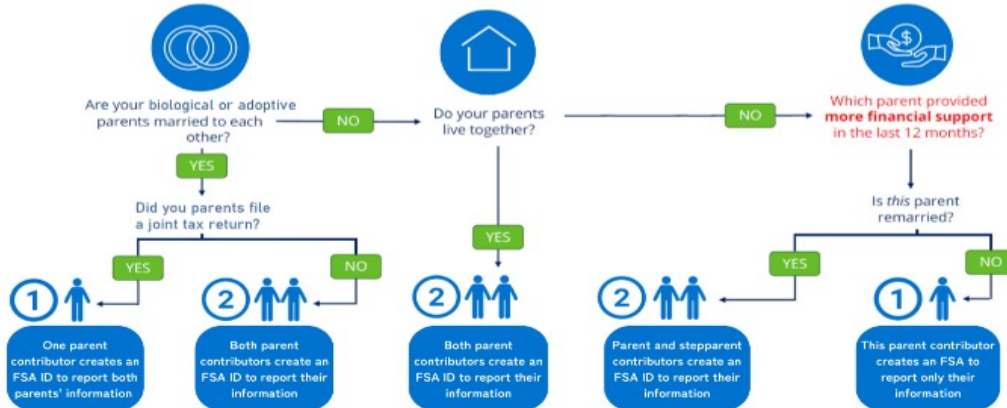 Are your biological or adoptive
parents married to each
other?
NO
Do your parents
live together?
NO
Which parent provided
more financial support
in the last 12 months?
YES
Did you parents file
a joint tax return?
YES
Is this parent
remarried?
YES
NO
YES
NO
1
2
2
2
1
One parent
contributor creates an
FSA ID to report both
parents' information
Both parent
contributors create an
FSA ID to report their
information
Both parent
contributors create an
FSA ID to report their
information
Parent and stepparent
contributors create an
FSA ID to report their
information
This parent contributor
creates an FSA to
report only their
information